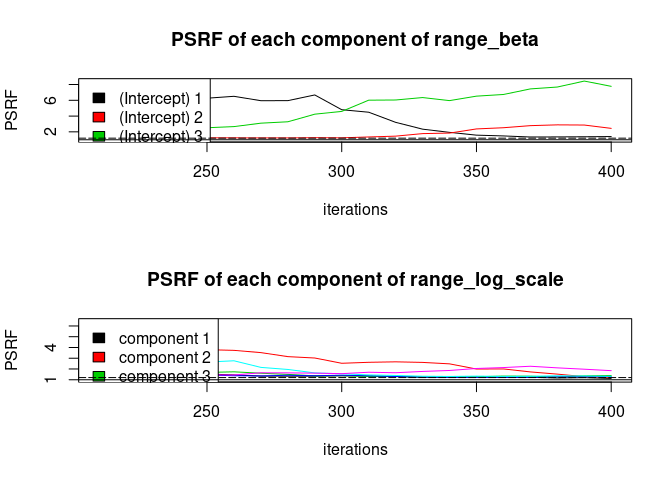 PSRF of each component of range_beta
PSRF
6
2
(Intercept) 1
(Intercept) 2
(Intercept) 3
250 300 350 400
iterations
PSRF of each component of range_log_scale
PSRF
4
1
component 1
component 2
component 3
250 300 350 400
iterations